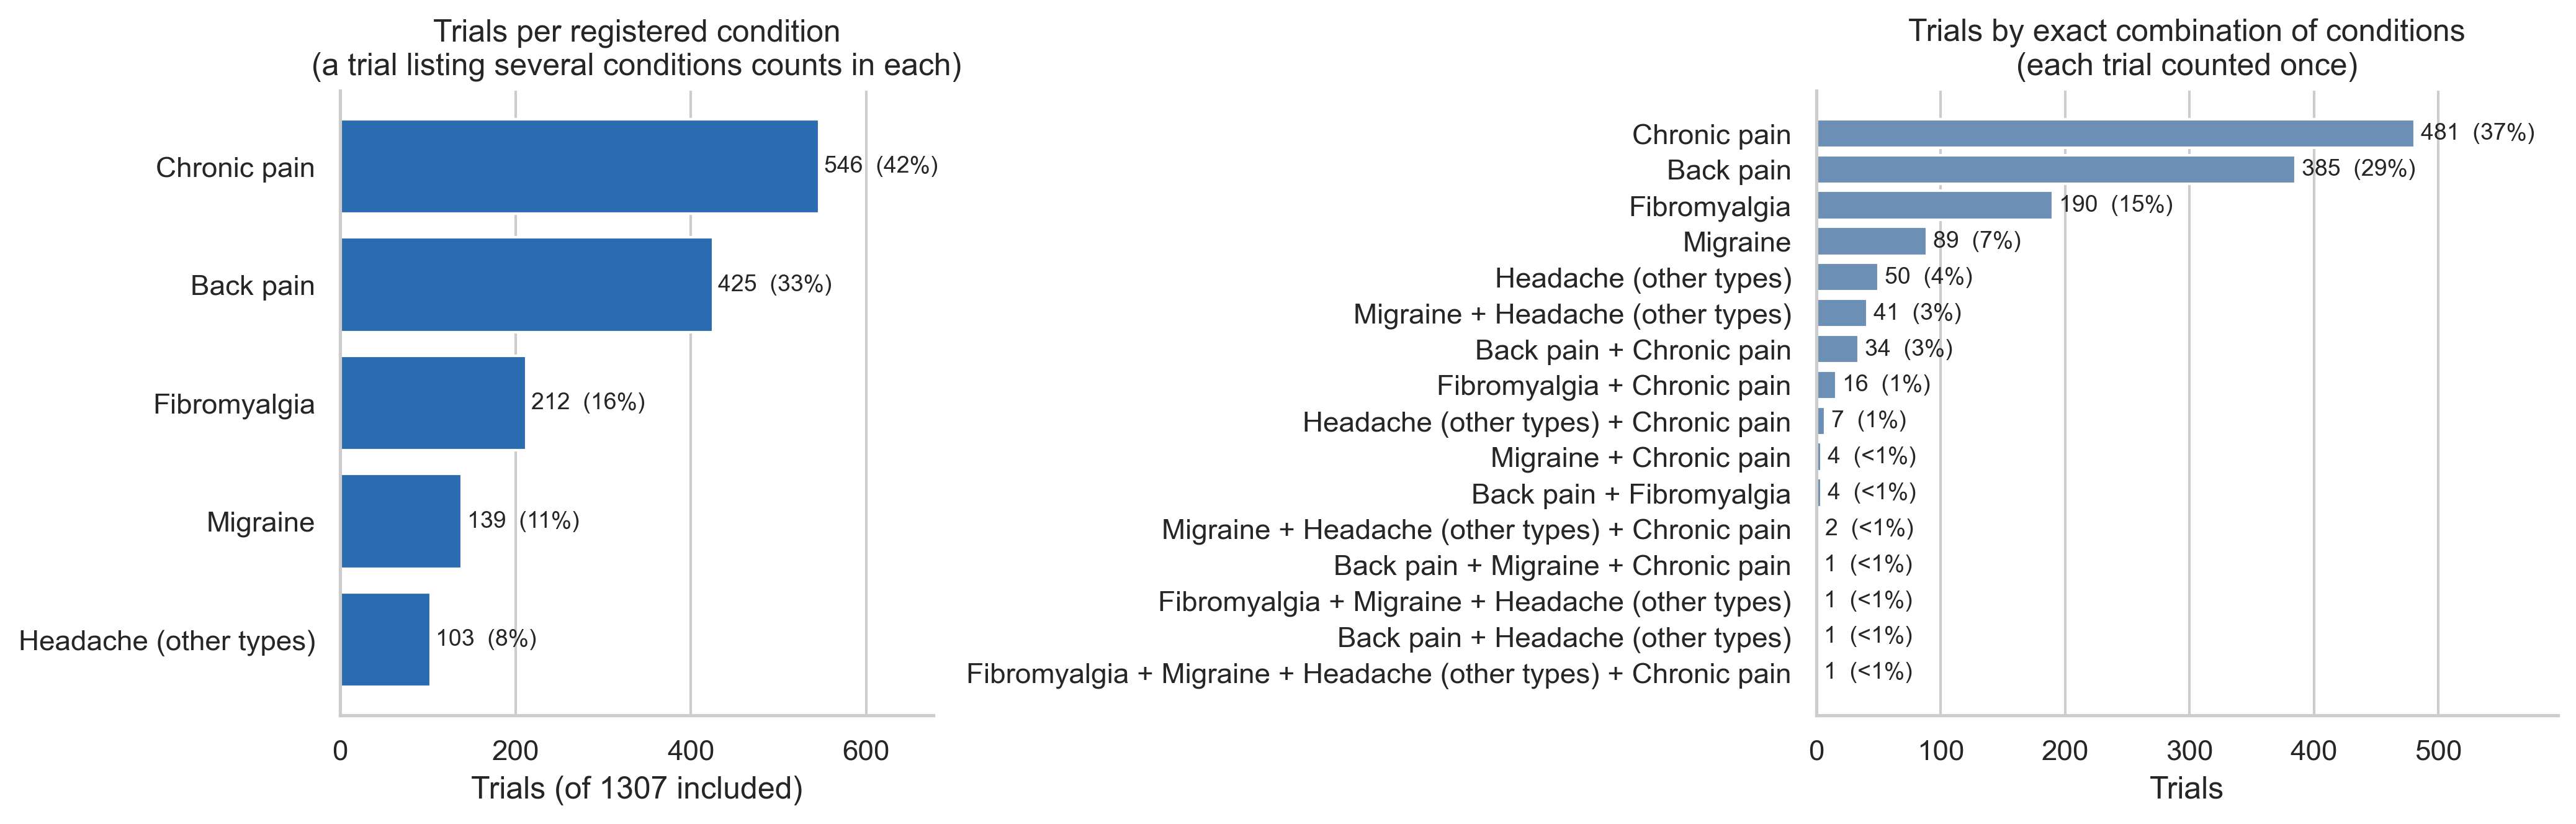 Trials per registered condition
(a trial listing several conditions counts in each)
Chronic pain
546 (42%)
Back pain
425 (33%)
Fibromyalgia
212 (16%)
Migraine
139 (11%)
Headache (other types)
103 (8%)
0 200 400 600
Trials (of 1307 included)
Trials by exact combination of conditions
(each trial counted once)
Chronic pain
481 (37%)
Back pain
385 (29%)
Fibromyalgia
190 (15%)
Migraine
89 (7%)
Headache (other types)
50 (4%)
Migraine + Headache (other types)
41 (3%)
Back pain + Chronic pain
34 (3%)
Fibromyalgia + Chronic pain
16 (1%)
Headache (other types) + Chronic pain
7 (1%)
Migraine + Chronic pain
4 (<1%)
Back pain + Fibromyalgia
4 (<1%)
Migraine + Headache (other types) + Chronic pain
2 (<1%)
Back pain + Migraine + Chronic pain
1 (<1%)
Fibromyalgia + Migraine + Headache (other types)
1 (<1%)
Back pain + Headache (other types)
1 (<1%)
Fibromyalgia + Migraine + Headache (other types) + Chronic pain
1 (<1%)
0 100 200 300 400 500
Trials